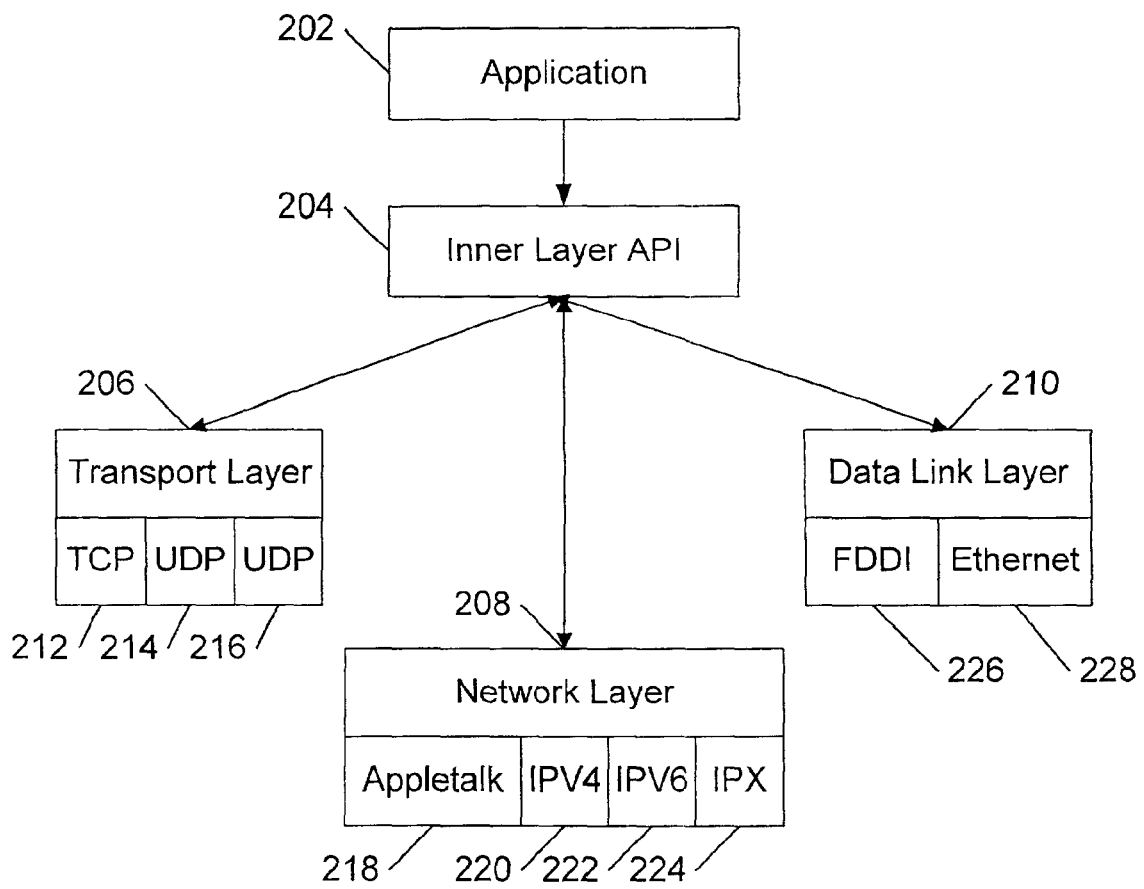 202
Application
204
Inner Layer API
206
210
Transport Layer
Data Link Layer
TCP UDP UDP
FDDI Ethernet
208
212 214 216
226 228
Network Layer
Appletalk IPV4 IPV6 IPX
218 220 222 224